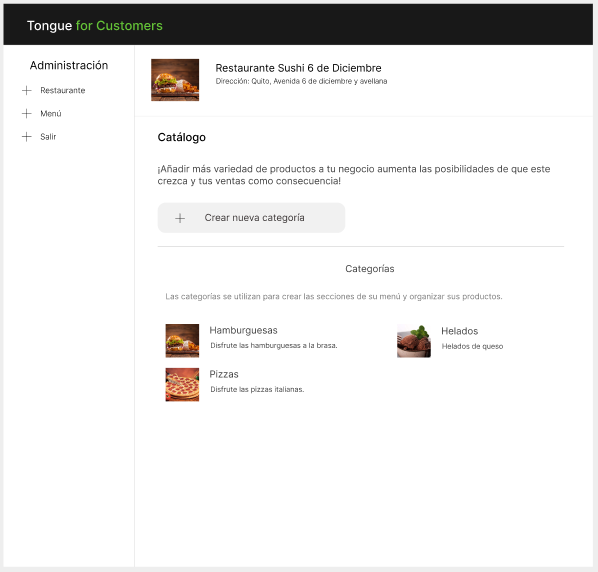 Tongue for Customers
Administración
Restaurante
Menú
Salir
Restaurante Sushi 6 de Diciembre
Dirección: Quito, Avenida 6 de diciembre y avellana
Catálogo
¡Añadir más variedad de productos a tu negocio aumenta las posibilidades de que este
crezca y tus ventas como consecuencia!
Crear nueva categoría
Categorías
Las categorías se utilizan para crear las secciones de su menú y organizar sus productos.
Hamburguesas
Disfrute las hamburguesas a la brasa.
Helados
Helados de queso
Pizzas
Disfrute las pizzas italianas.